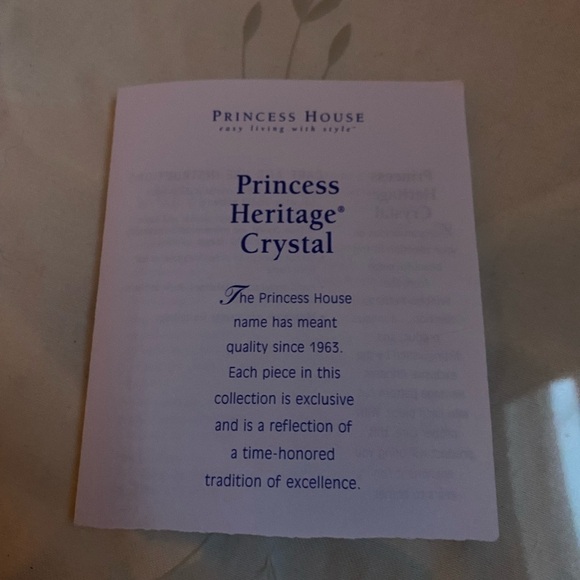 PRINCESS HOUSE
easy living with style™
Princess
Heritage®
Crystal
The Princess House
name has meant
quality since 1963.
Each piece in this
collection is exclusive
and is a reflection of
a time-honored
tradition of excellence.